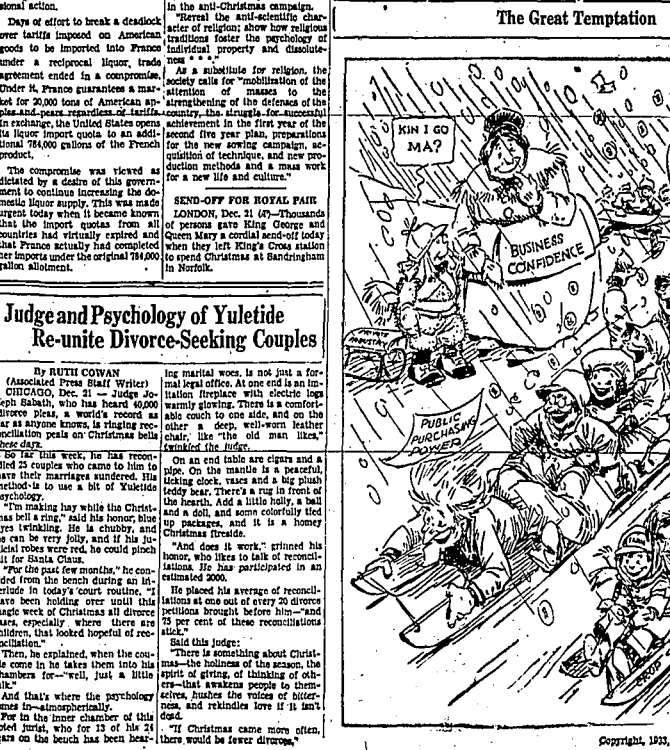 sional action.
Days of effort to break a deadlock
over tariffs imposed on American
goods to be imported into France
under a reciprocal liquor, trade
agreement ended in a compromise.
Under it, France guarantees a mar-
ket for 20,000 tons of American ap-
ples and pears regardless of tariffs.
In exchange, the United States opens
its liquor import quota to an addi-
tional 784,000 gallons of the French
product.
The compromise was viewed as
dictated by a desire of this govern-
ment to continue increasing the do-
mestic liquor supply. This was made
urgent today when it became known
that the import quotas from all
countries had virtually expired and
that France actually had completed
her imports under the original 784,000
gallon allotment.
in the anti-Christmas campaign.
"Reveal the anti-scientific char-
acter of religion; show how religious
traditions foster the psychology of
individual property and dissolute-
ness * * *."
As a substitute for religion, the
society calls for "mobilization of the
attention of masses to the
strengthening of the defenses of the
country, the struggle for successful
achievement in the first year of the
second five year plan, preparations
for the new sowing campaign, ac-
quisition of technique, and new pro-
duction methods and a mass work
for a new life and culture."
SEND-OFF FOR ROYAL PAIR
LONDON, Dec. 21 (AP)—Thousands
of persons gave King George and
Queen Mary a cordial send-off today
when they left King's Cross station
to spend Christmas at Sandringham
in Norfolk.
Judge and Psychology of Yuletide
Re-unite Divorce-Seeking Couples
By RUTH COWAN
(Associated Press Staff Writer)
CHICAGO, Dec. 21 — Judge Jo-
seph Sabath, who has heard 40,000
divorce pleas, a world's record as
far as anyone knows, is ringing rec-
onciliation peals on Christmas bells
these days.
So far this week, he has recon-
ciled 25 couples who came to him to
have their marriages sundered. His
method is to use a bit of Yuletide
psychology.
"I'm making hay while the Christ-
mas bell a ring," said his honor, blue
eyes twinkling. He is chubby, and
he can be very jolly, and if his ju-
dicial robes were red, he could pinch
hit for Santa Claus.
"For the past few months," he con-
fided from the bench during an in-
terlude in today's court routine, "I
have been holding over until this
magic week of Christmas all divorce
cases, especially where there are
children, that looked hopeful of rec-
onciliation."
Then, he explained, when the cou-
ple come in he takes them into his
chambers for—"well, just a little
talk."
And that's where the psychology
comes in—atmospherically.
For in the inner chamber of this
noted jurist, who for 13 of his 24
years on the bench has been hear-
ing marital woes, is not just a for-
mal legal office. At one end is an im-
itation fireplace with electric logs
warmly glowing. There is a comfort-
able couch to one side, and on the
other a deep, well-worn leather
chair, like "the old man likes,"
twinkled the judge.
On an end table are cigars and a
pipe. On the mantle is a peaceful,
ticking clock, vases and a big plush
teddy bear. There's a rug in front of
the hearth. Add a little holly, a ball
and a doll, and some colorfully tied
up packages, and it is a homey
Christmas fireside.
"And does it work," grinned his
honor, who likes to talk of reconcil-
iations. He has participated in an
estimated 2000.
He placed his average of reconcil-
iations at one out of every 20 divorce
petitions brought before him—"and
75 per cent of these reconciliations
stick."
Said this judge:
"There is something about Christ-
mas—the holiness of the season, the
spirit of giving, of thinking of oth-
ers—that awakens people to them-
selves, hushes the voices of bitter-
ness, and rekindles love if it isn't
dead.
"If Christmas came more often,
there would be fewer divorces."
The Great Temptation
KIN I GO
MA?
BUSINESS
CONFIDENCE
PRIVATE
INDUSTRY
PUBLIC
PURCHASING
POWER
FARM
CROP
Copyright, 1933,